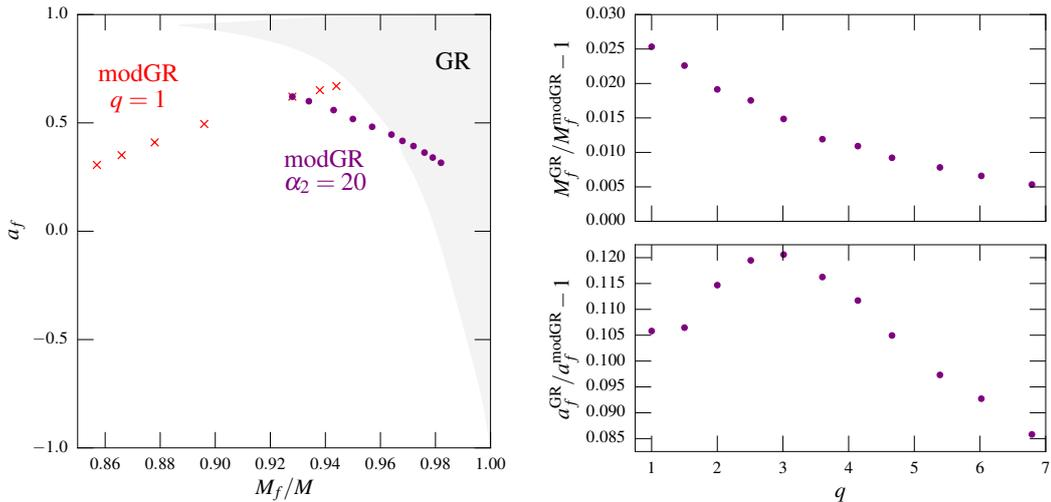 1.0
0.5
0.0
−0.5
−1.0
a_f
GR
modGR
q = 1
modGR
α₂ = 20
0.86 0.88 0.90 0.92 0.94 0.96 0.98 1.00
M_f/M
0.030
0.025
0.020
0.015
0.010
0.005
0.000
M_f^GR/M_f^modGR − 1
0.120
0.115
0.110
0.105
0.100
0.095
0.090
0.085
a_f^GR/a_f^modGR − 1
1 2 3 4 5 6 7
q